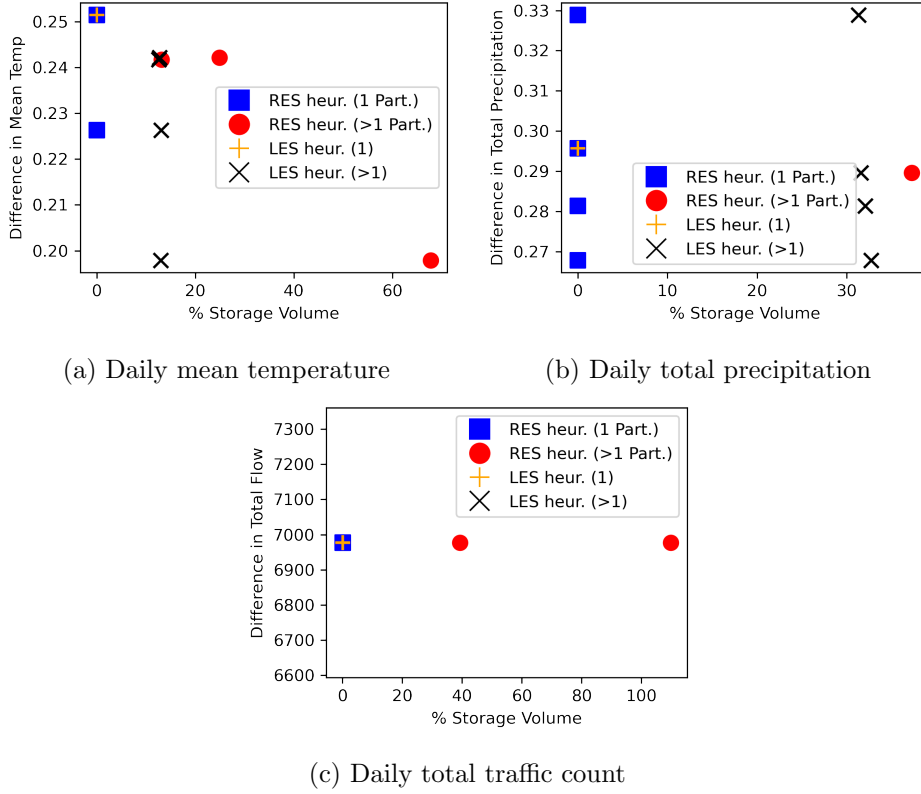 0.25
0.24
0.23
0.22
0.21
0.20
Difference in Mean Temp
RES heur. (1 Part.)
RES heur. (>1 Part.)
LES heur. (1)
LES heur. (>1)
0 20 40 60
% Storage Volume
(a) Daily mean temperature
0.33
0.32
0.31
0.30
0.29
0.28
0.27
Difference in Total Precipitation
RES heur. (1 Part.)
RES heur. (>1 Part.)
LES heur. (1)
LES heur. (>1)
0 10 20 30
% Storage Volume
(b) Daily total precipitation
7300
7200
7100
7000
6900
6800
6700
6600
Difference in Total Flow
RES heur. (1 Part.)
RES heur. (>1 Part.)
LES heur. (1)
LES heur. (>1)
0 20 40 60 80 100
% Storage Volume
(c) Daily total traffic count